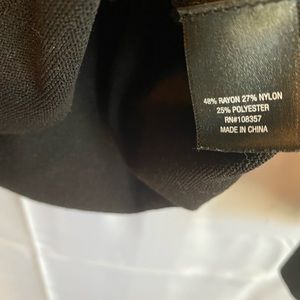 48% RAYON 27% NYLON
25% POLYESTER
RN#108357
MADE IN CHINA